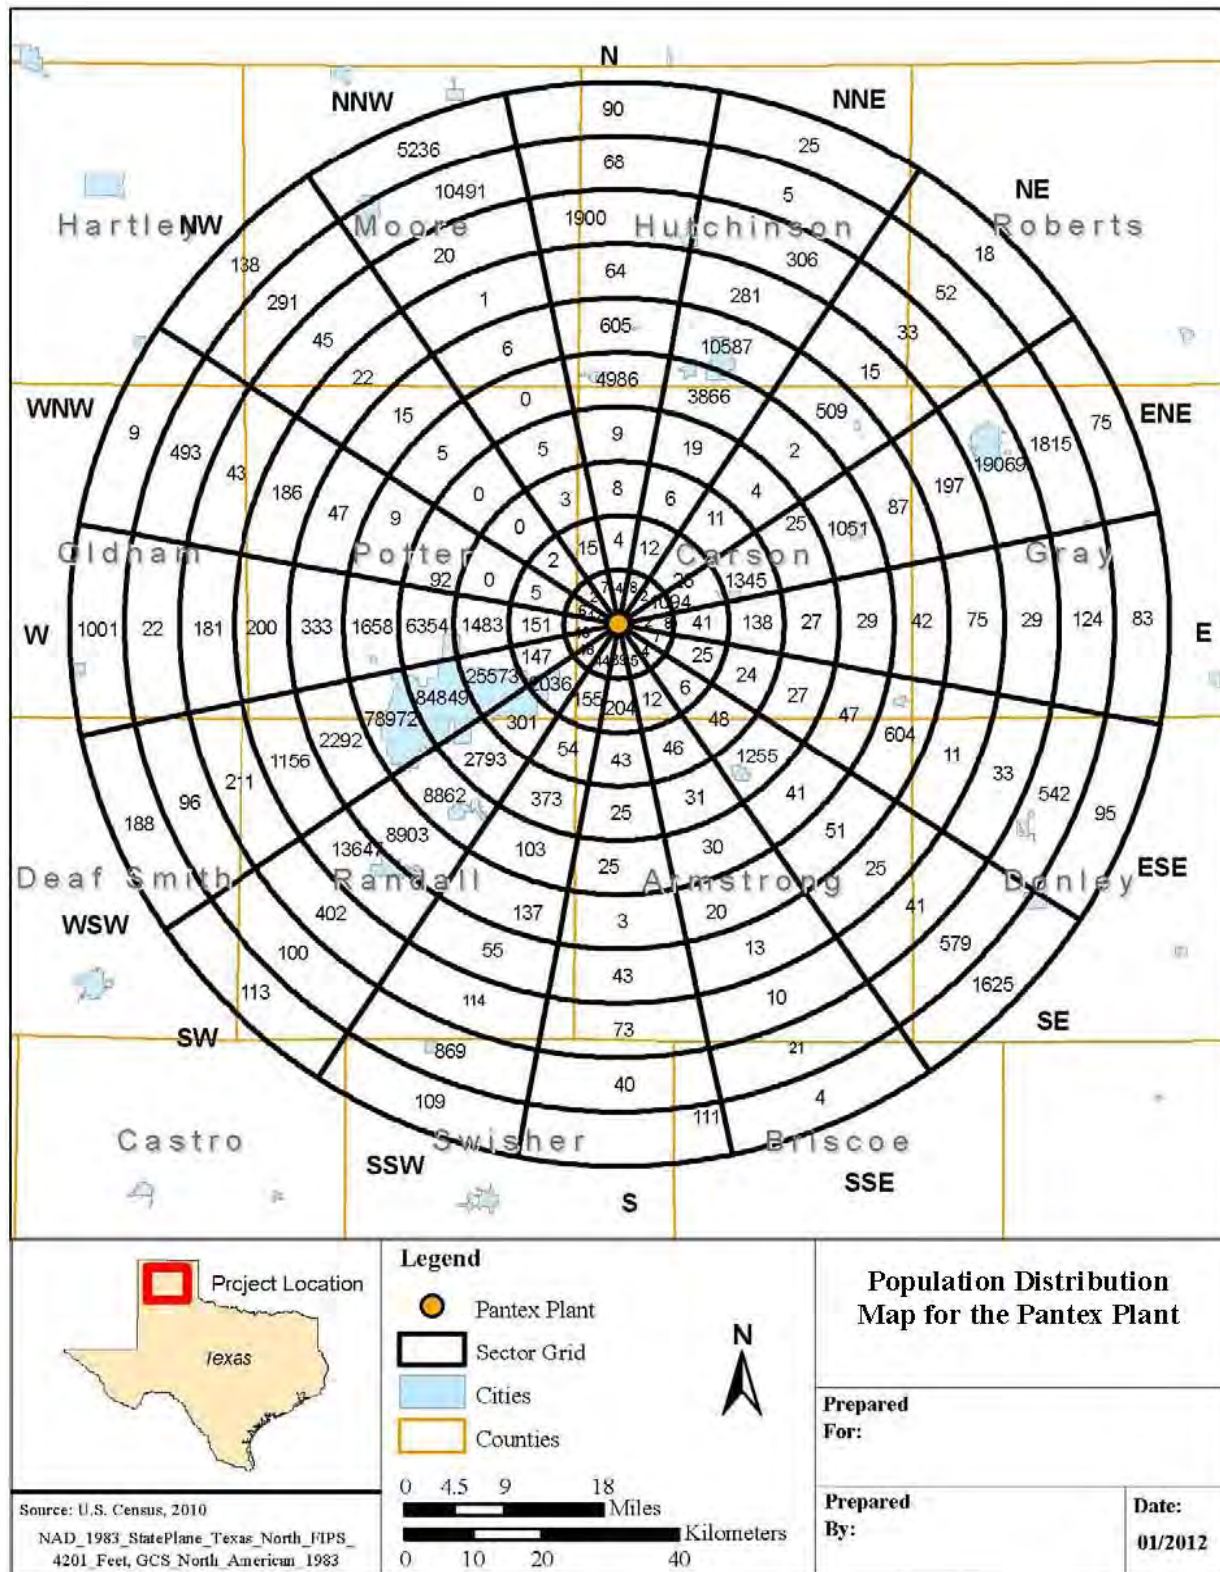 N
NNW
NNE
90
5236
25
68
10491
5
NE
1900
Hartley
NW
Moore
Hutchinson
Roberts
20
306
18
138
64
291
1
281
52
45
605
33
6
10587
22
4986
15
WNW
0
3866
509
ENE
15
75
9
493
5
5
9
19
2
1815
43
19069
186
0
3
8
6
4
197
47
9
0
11
25
1051
87
15
4
12
Oldham
Potter
2
Carson
Gray
92
0
5
26
1345
1094
W
1001
22
181
200
333
1658
6354
1483
151
8
41
138
27
29
42
75
29
124
83
E
147
25
25573
2036
24
84849
155
204
12
6
27
78972
301
48
47
2292
54
43
46
604
1156
2793
1255
11
211
8862
373
31
41
33
96
25
542
188
8903
51
95
13647
103
25
30
25
Deaf Smith
Randall
Armstrong
Donley
ESE
402
137
3
20
41
WSW
55
13
579
100
43
1625
113
114
10
73
SE
SW
869
21
40
109
4
111
Castro
Swisher
Briscoe
SSW
SSE
S
Project Location
Texas
Source: U.S. Census, 2010
NAD_1983_StatePlane_Texas_North_FIPS_
4201_Feet, GCS_North_American_1983
Legend
Pantex Plant
Sector Grid
Cities
Counties
N
0 4.5 9 18
Miles
Kilometers
0 10 20 40
Population Distribution
Map for the Pantex Plant
Prepared
For:
Prepared
By:
Date:
01/2012